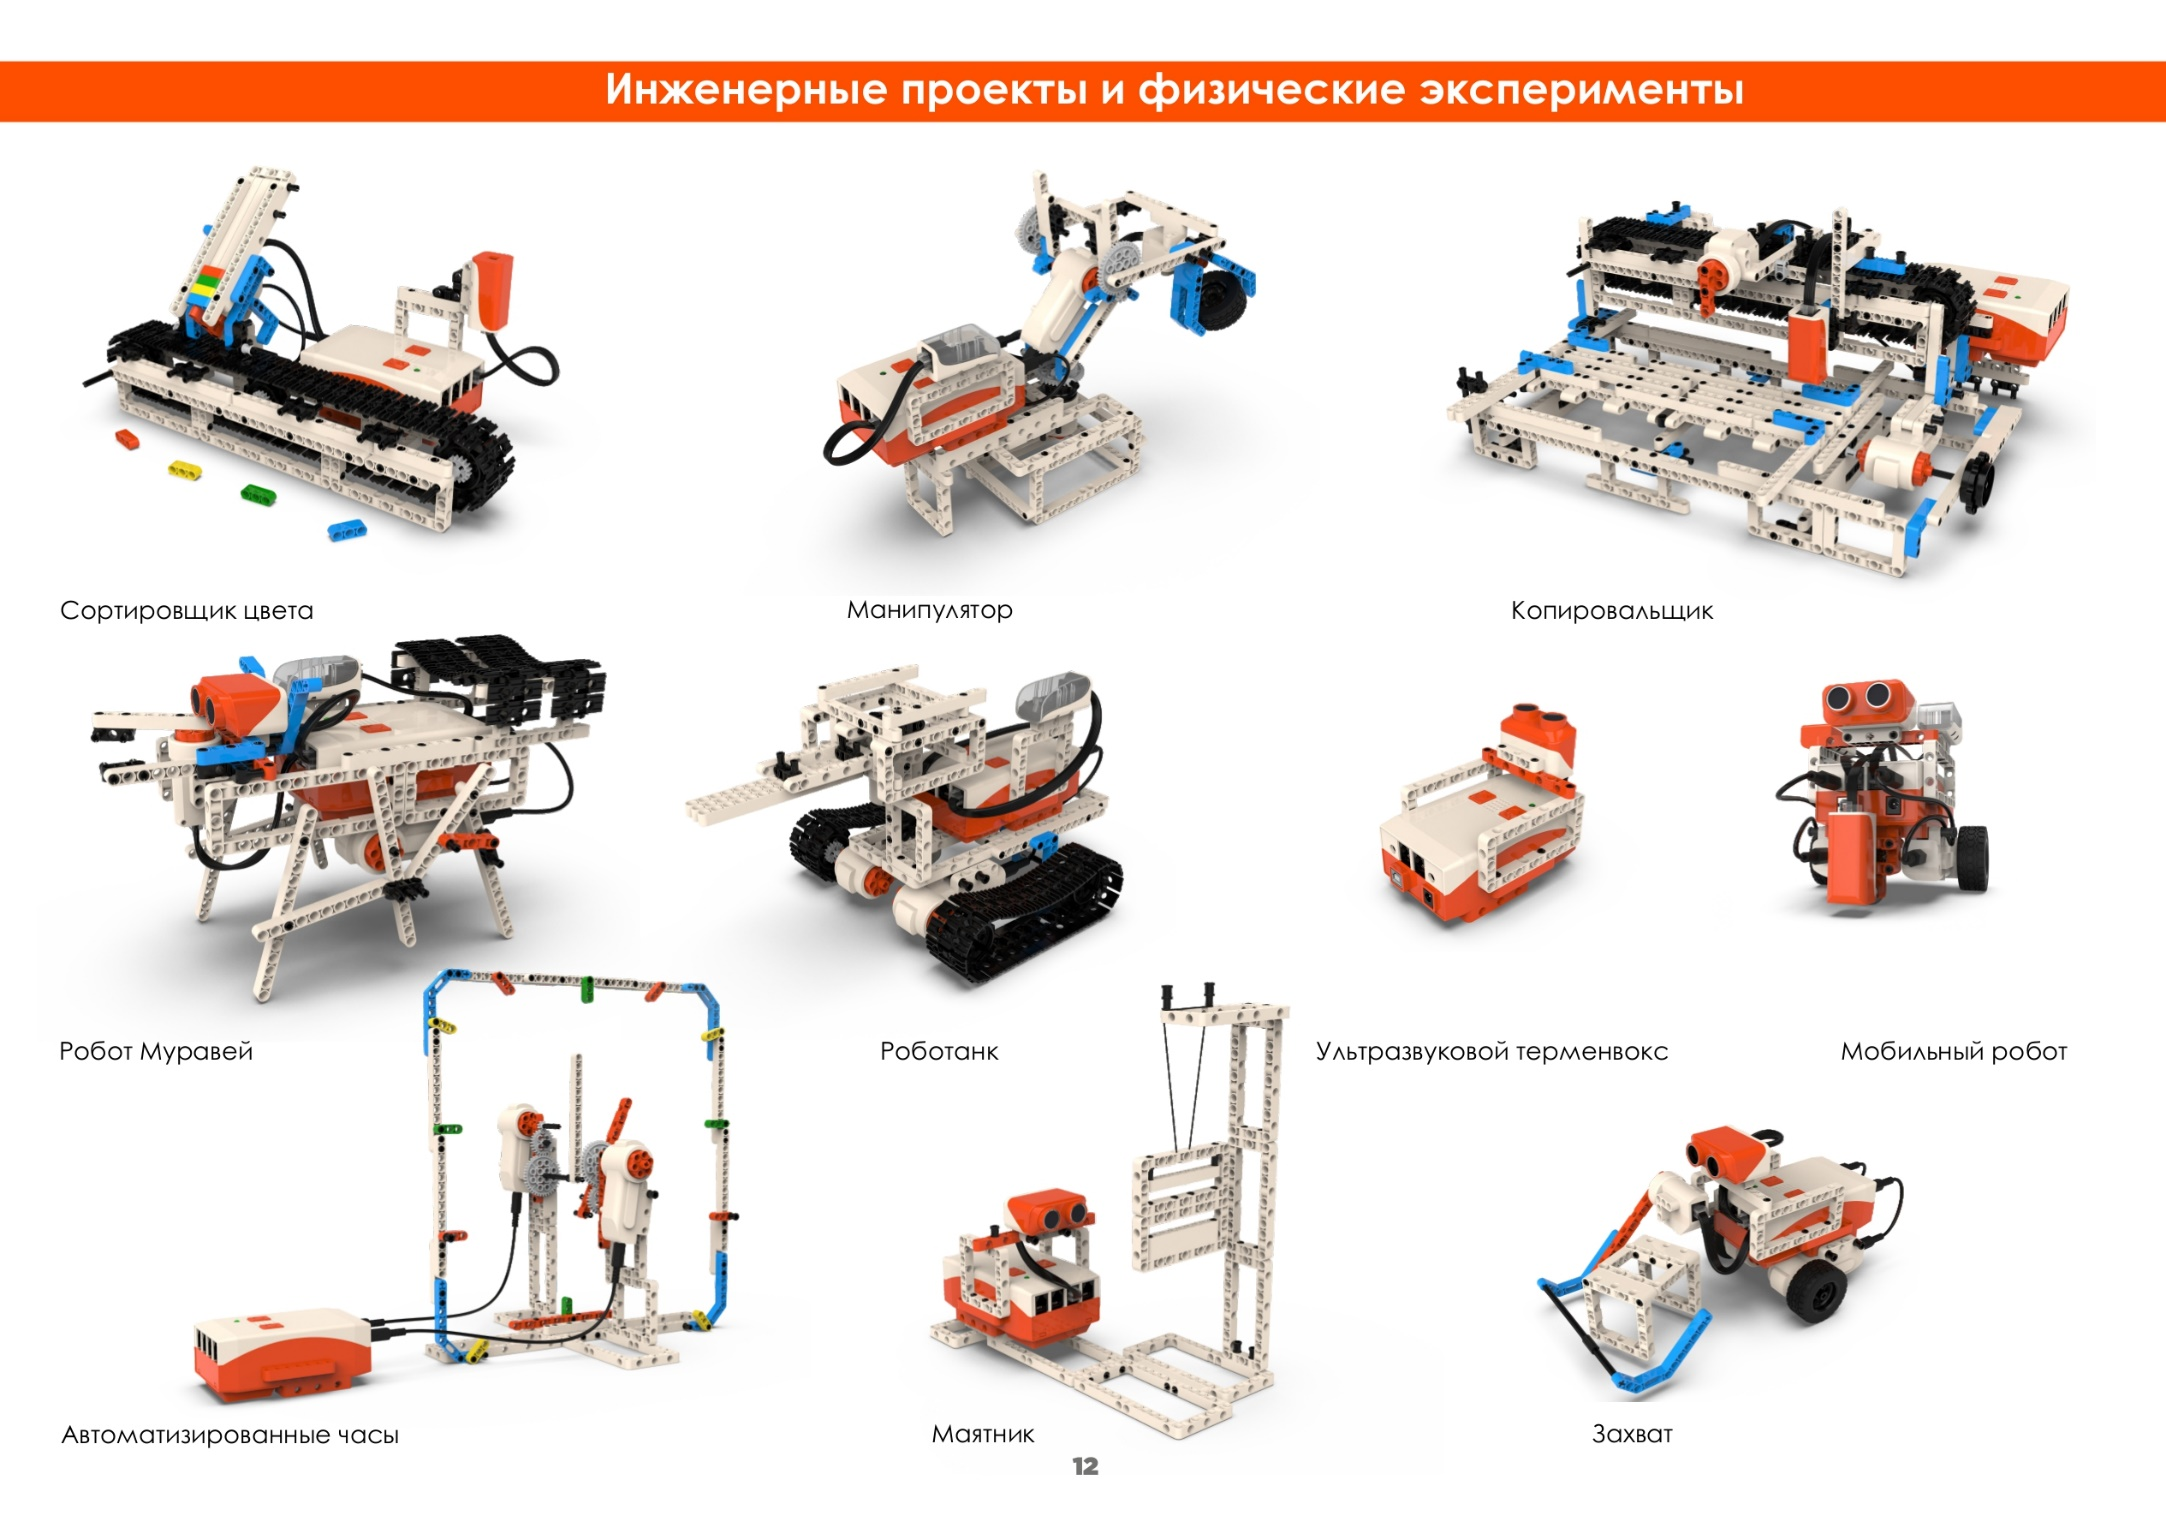 Инженерные проекты и физические эксперименты
Сортировщик цвета
Манипулятор
Копировальщик
Робот Муравей
Роботанк
Ультразвуковой терменвокс
Мобильный робот
Автоматизированные часы
Маятник
Захват
12